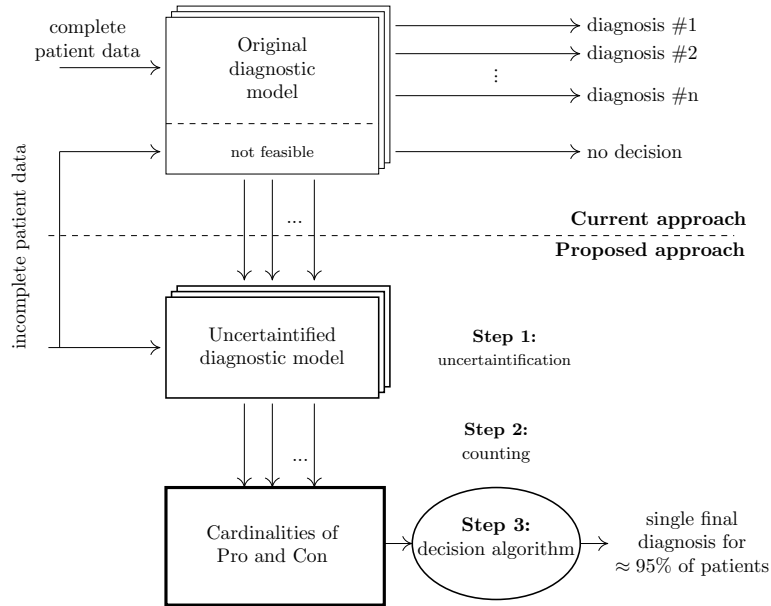 complete
patient data
Original
diagnostic
model
not feasible
diagnosis #1
diagnosis #2
⋮
diagnosis #n
no decision
incomplete patient data
...
Current approach
Proposed approach
Uncertaintified
diagnostic model
Step 1:
uncertaintification
...
Step 2:
counting
Cardinalities of
Pro and Con
Step 3:
decision algorithm
single final
diagnosis for
≈ 95% of patients